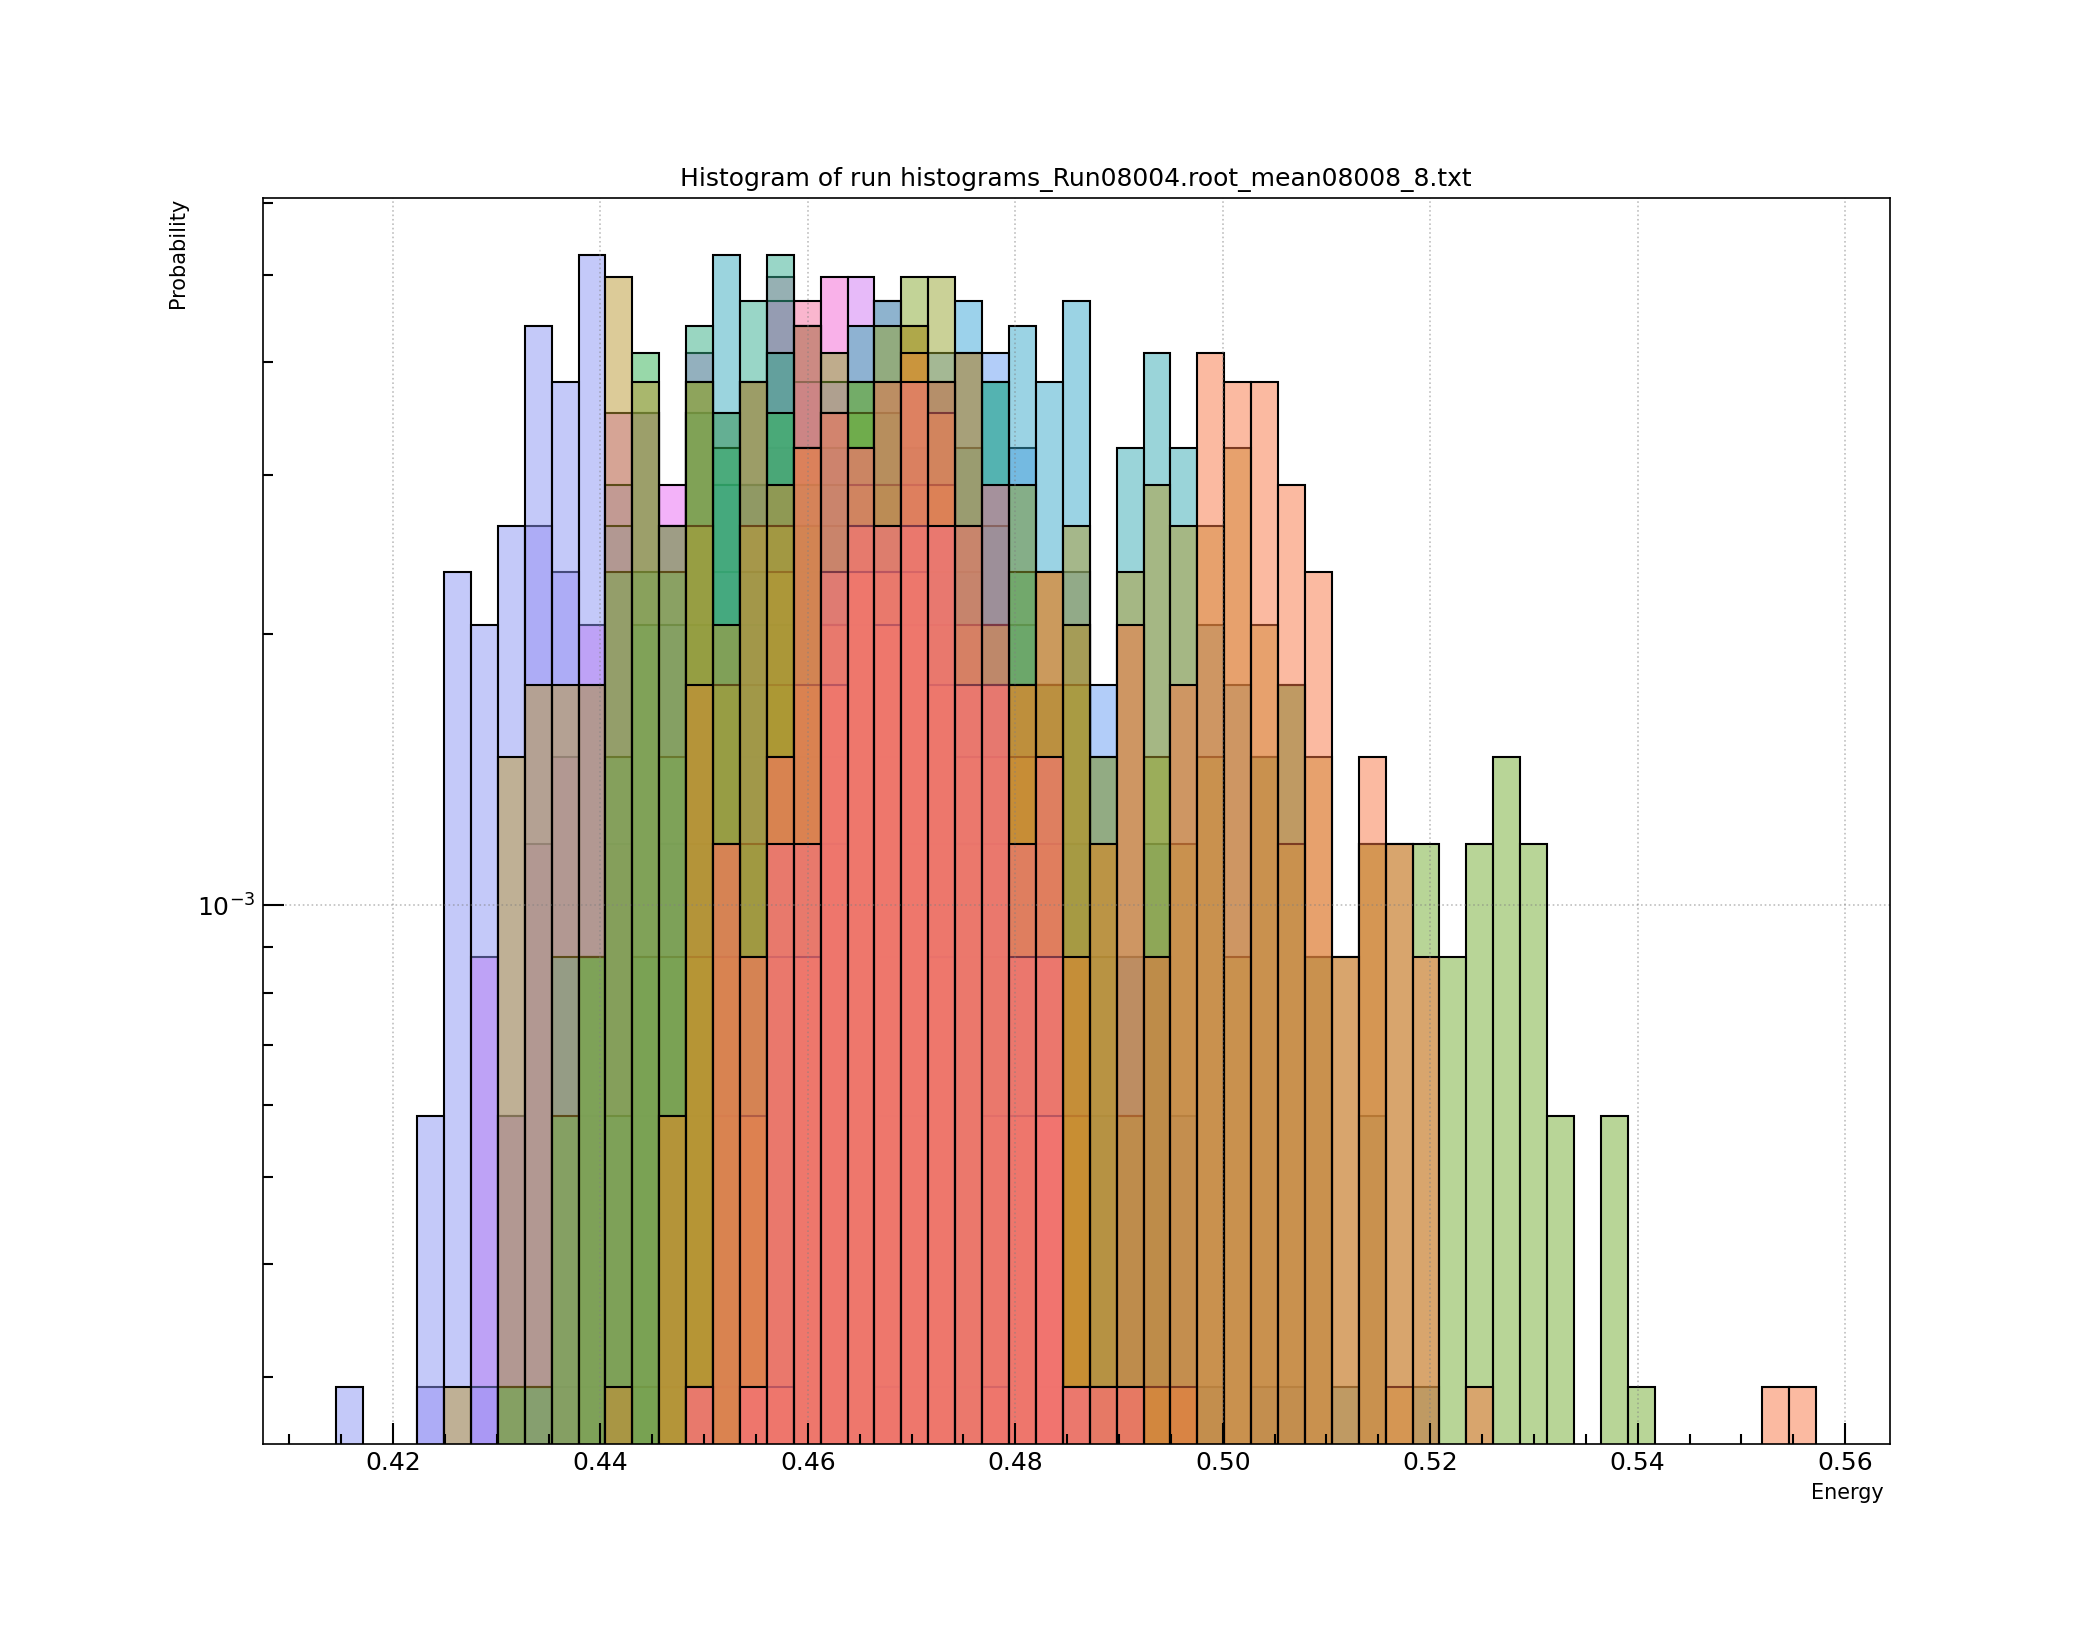 Histogram of run histograms_Run08004.root_mean08008_8.txt
Probability
10⁻³
0.42 0.44 0.46 0.48 0.50 0.52 0.54 0.56
Energy